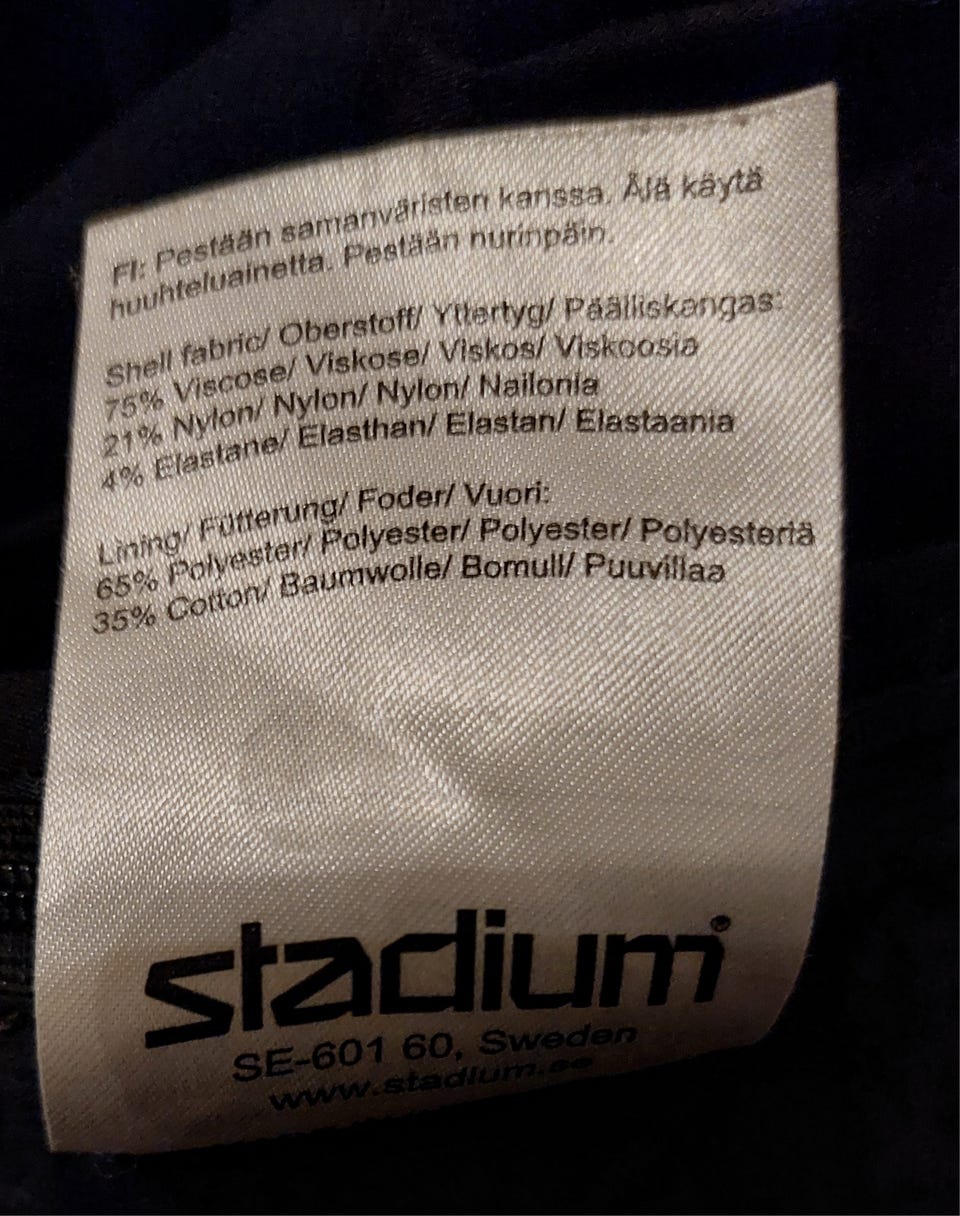 FI: Pestään samanväristen kanssa. Älä käytä
huuhteluainetta. Pestään nurinpäin.
Shell fabric/ Oberstoff/ Yttertyg/ Päälliskangas:
75% Viscose/ Viskose/ Viskos/ Viskoosia
21% Nylon/ Nylon/ Nylon/ Nailonia
4% Elastane/ Elasthan/ Elastan/ Elastaania
Lining/ Fütterung/ Foder/ Vuori:
65% Polyester/ Polyester/ Polyester/ Polyesteriä
35% Cotton/ Baumwolle/ Bomull/ Puuvillaa
stadium
SE-601 60, Sweden
www.stadium.se